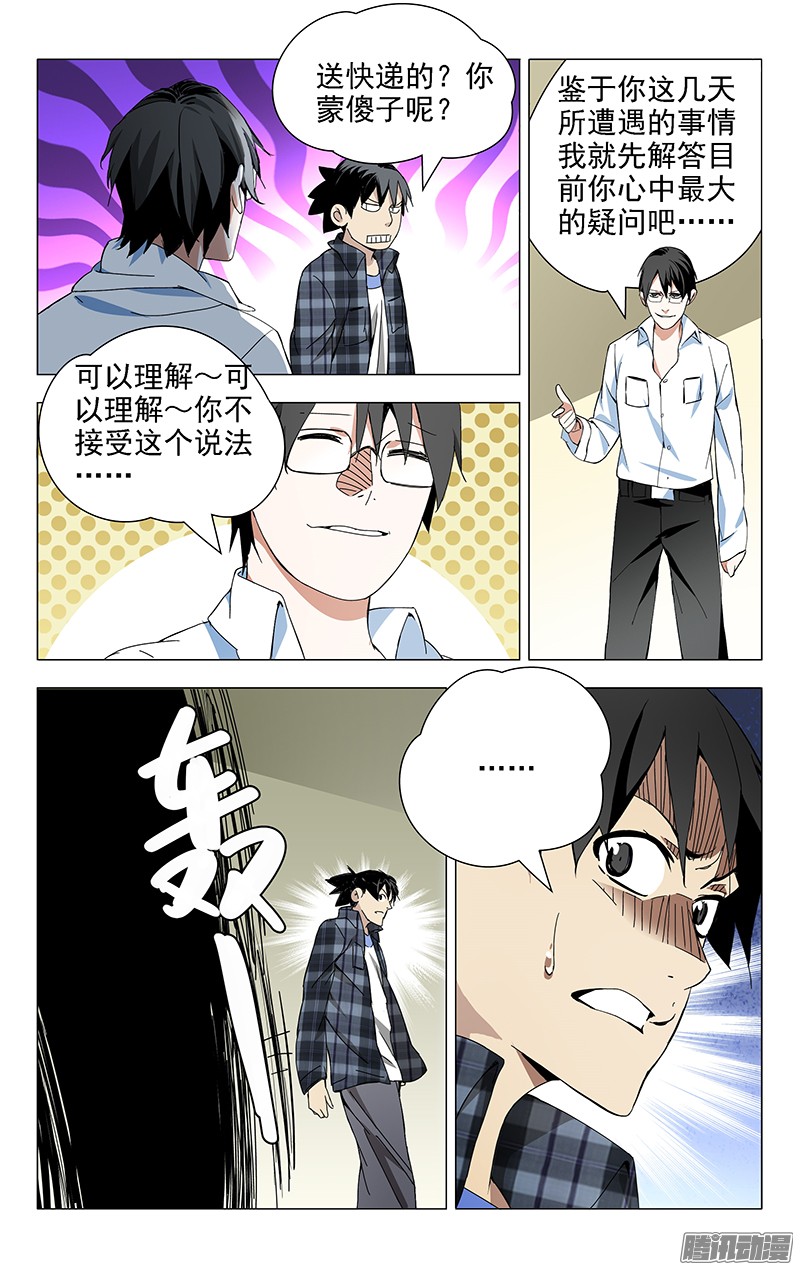 送快递的？你
蒙傻子呢？
可以理解～可
以理解～你不
接受这个说法
……
鉴于你这几天
所遭遇的事情
我就先解答目
前你心中最大
的疑问吧……
轰
……
腾讯动漫